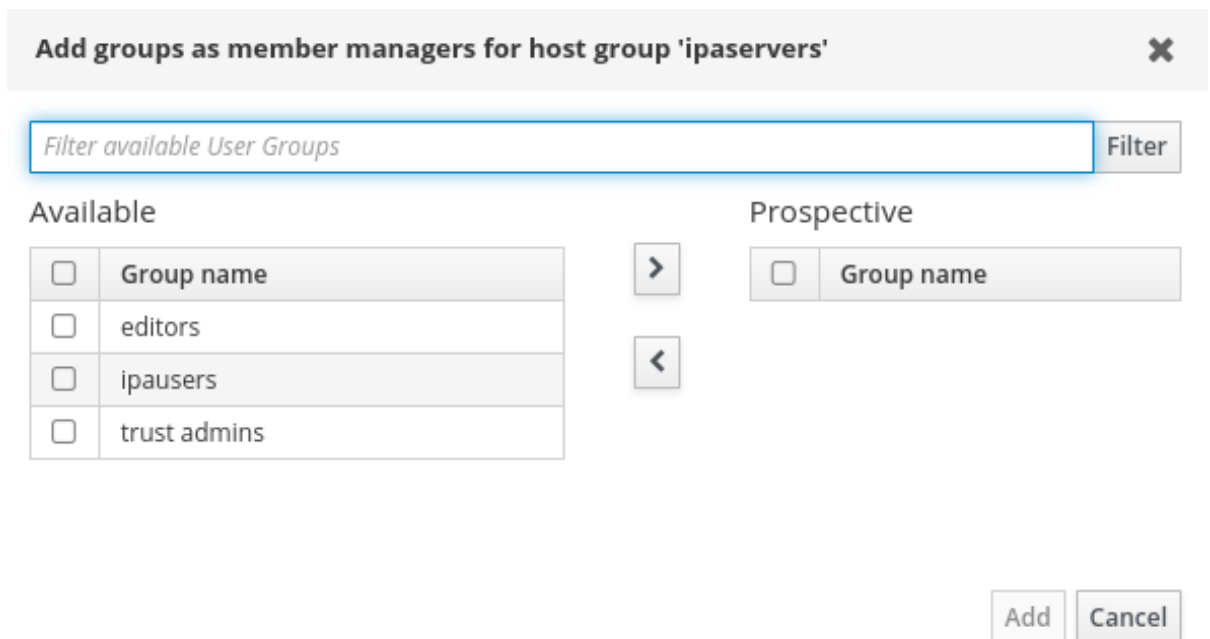 Add groups as member managers for host group 'ipaservers'
Filter available User Groups
Filter
Available
Prospective
Group name
Group name
editors
ipausers
trust admins
Add
Cancel